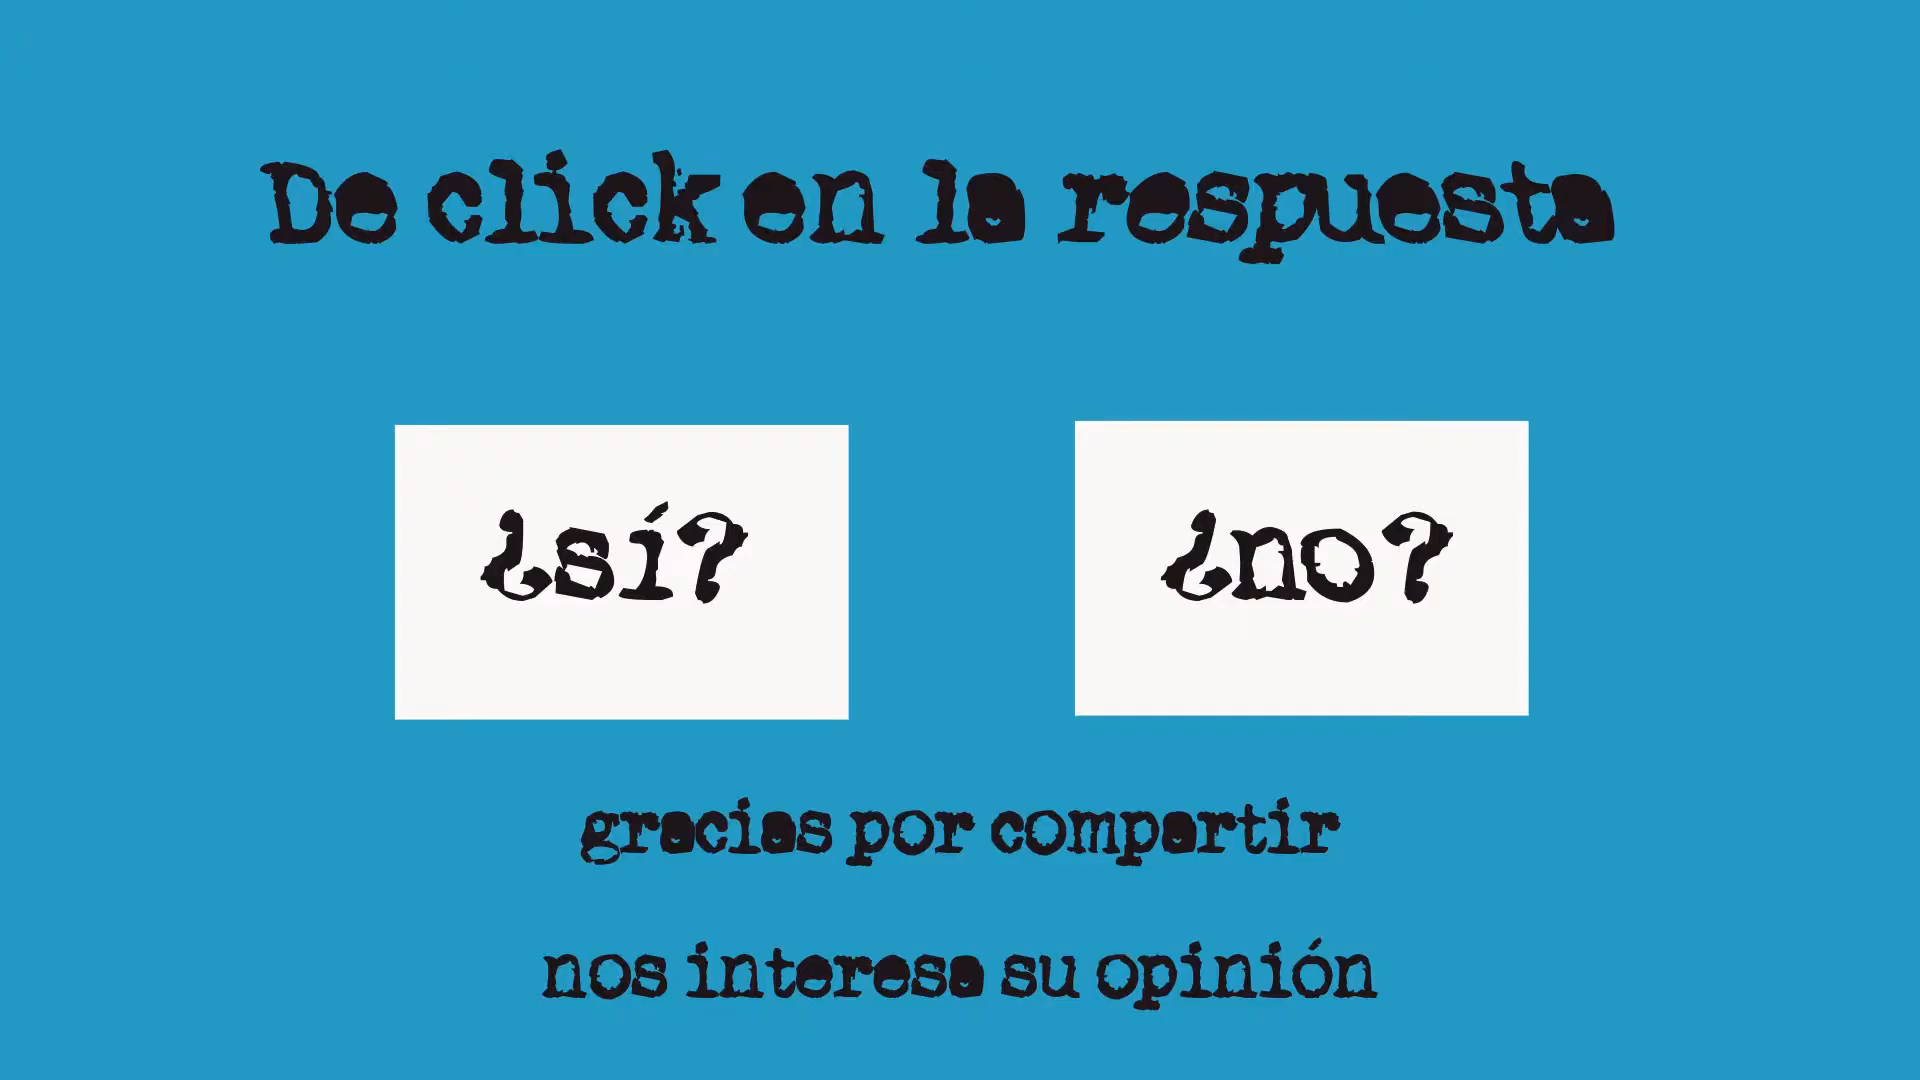 De click en la respuesta
¿sí? ¿no?
gracias por compartir
nos interesa su opinión